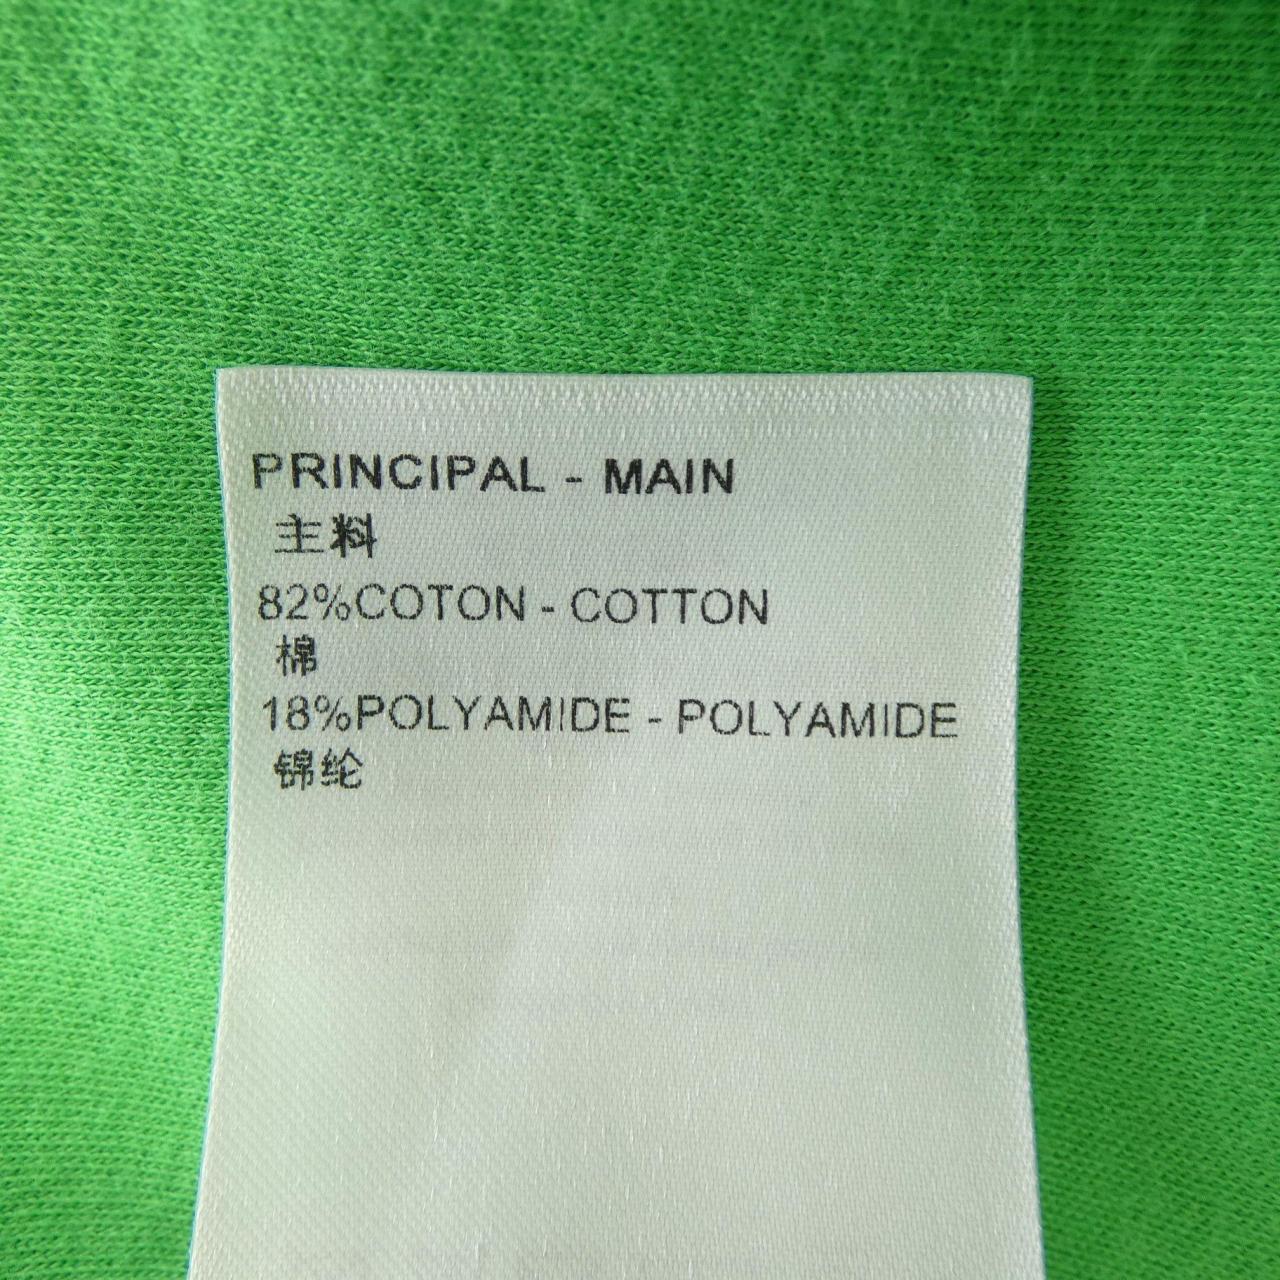 PRINCIPAL - MAIN
主料
82%COTON - COTTON
棉
18%POLYAMIDE - POLYAMIDE
锦纶